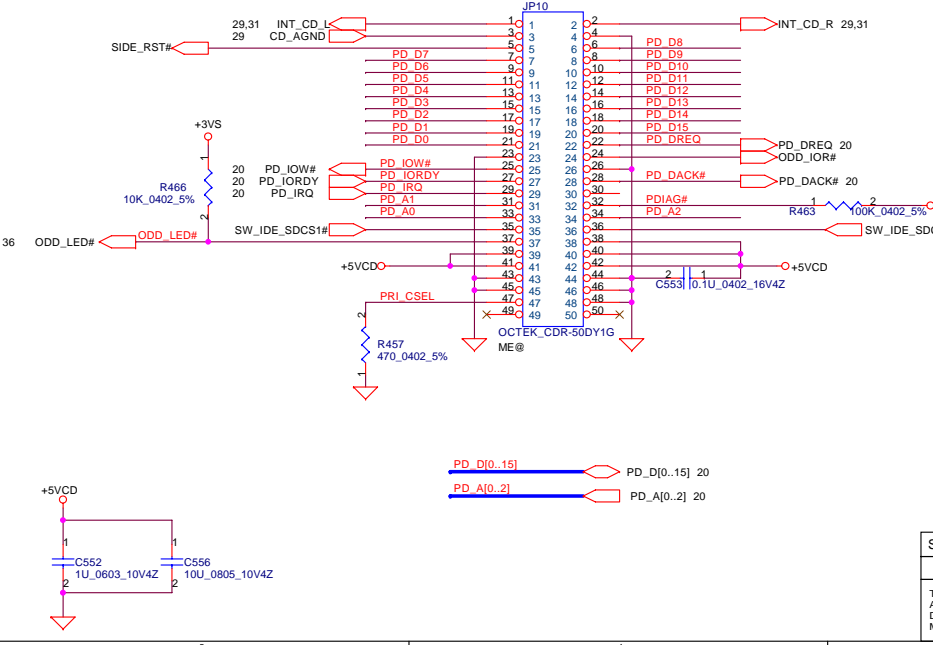 JP10
29,31 INT_CD_L 1 1 2 2 INT_CD_R 29,31
29 CD_AGND 3 3 4 4
SIDE_RST# 5 5 6 6 PD_D8
PD_D7 7 7 8 8 PD_D9
PD_D6 9 9 10 10 PD_D10
PD_D5 11 11 12 12 PD_D11
PD_D4 13 13 14 14 PD_D12
PD_D3 15 15 16 16 PD_D13
PD_D2 17 17 18 18 PD_D14
PD_D1 19 19 20 20 PD_D15
PD_D0 21 21 22 22 PD_DREQ PD_DREQ 20
23 23 24 24 ODD_IOR#
20 PD_IOW# PD_IOW# 25 25 26 26
20 PD_IORDY PD_IORDY 27 27 28 28 PD_DACK# PD_DACK# 20
20 PD_IRQ PD_IRQ 29 29 30 30
PD_A1 31 31 32 32 PDIAG# 1 2
R463 100K_0402_5%
PD_A0 33 33 34 34 PD_A2
SW_IDE_SDCS1# 35 35 36 36
36 ODD_LED# ODD_LED# 37 37 38 38
39 39 40 40
+5VCD 41 41 42 42 +5VCD
43 43 44 44 2 1
C553 0.1U_0402_16V4Z
45 45 46 46
PRI_CSEL 47 47 48 48
49 49 50 50
OCTEK_CDR-50DY1G
ME@
+3VS
1
R466
10K_0402_5%
2
2
R457
470_0402_5%
1
PD_D[0..15] PD_D[0..15] 20
PD_A[0..2] PD_A[0..2] 20
+5VCD
1 1
C552 C556
1U_0603_10V4Z 10U_0805_10V4Z
2 2